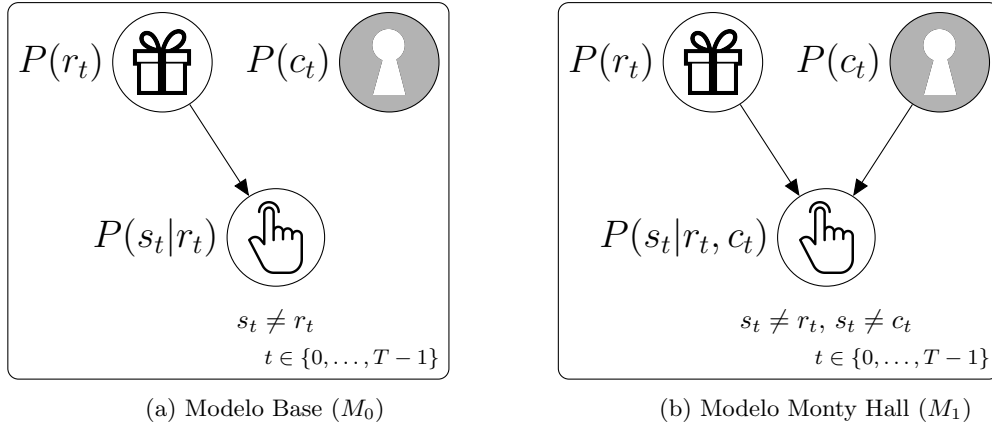 P(r_t)
P(c_t)
P(s_t|r_t)
s_t ≠ r_t
t ∈ {0, . . . , T − 1}
(a) Modelo Base (M_0)
P(r_t)
P(c_t)
P(s_t|r_t, c_t)
s_t ≠ r_t, s_t ≠ c_t
t ∈ {0, . . . , T − 1}
(b) Modelo Monty Hall (M_1)